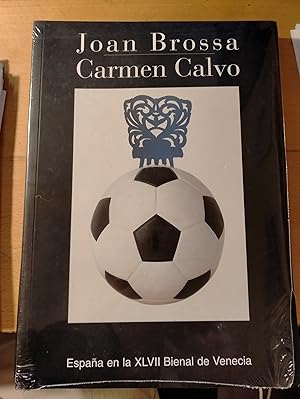 Joan Brossa
Carmen Calvo
España en la XLVII Bienal de Venecia